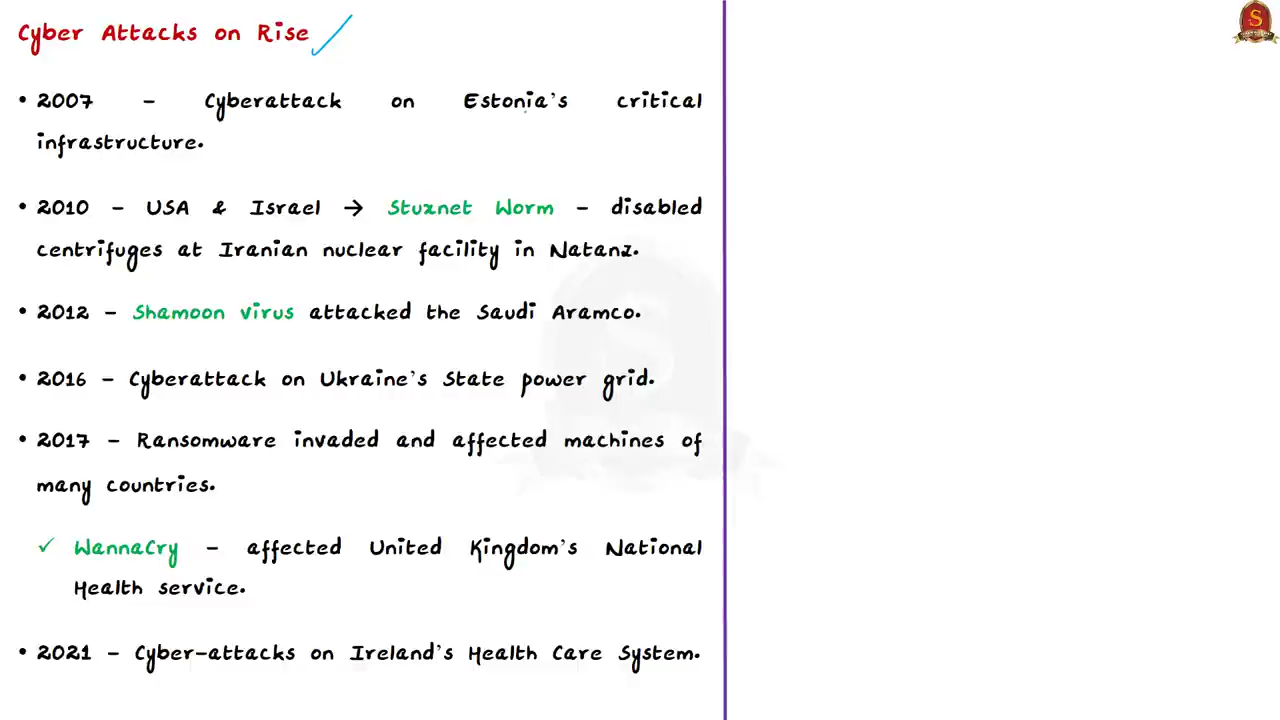 Cyber Attacks on Rise
• 2007 – Cyberattack on Estonia's critical
infrastructure.
• 2010 – USA & Israel → Stuxnet Worm – disabled
centrifuges at Iranian nuclear facility in Natanz.
• 2012 – Shamoon virus attacked the Saudi Aramco.
• 2016 – Cyberattack on Ukraine's State power grid.
• 2017 – Ransomware invaded and affected machines of
many countries.
✓ WannaCry – affected United Kingdom's National
Health service.
• 2021 – Cyber-attacks on Ireland's Health Care System.
S